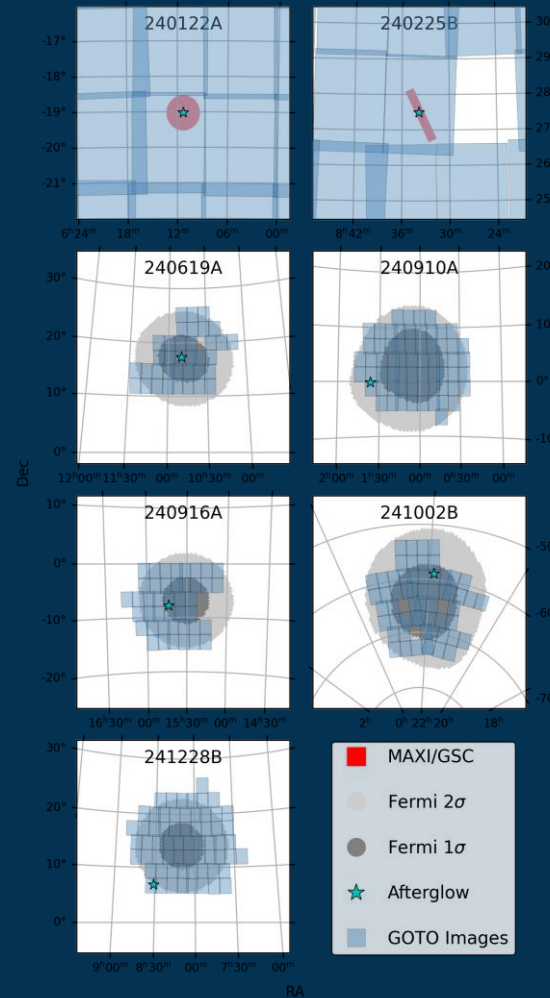 240122A
240225B
-17°
-18°
-19°
-20°
-21°
30°
29°
28°
27°
26°
25°
6ʰ24ᵐ 18ᵐ 12ᵐ 06ᵐ 00ᵐ
8ʰ42ᵐ 36ᵐ 30ᵐ 24ᵐ
240619A
240910A
30°
20°
10°
0°
20°
10°
0°
-10°
12ʰ00ᵐ 11ʰ30ᵐ 00ᵐ 10ʰ30ᵐ 00ᵐ
2ʰ00ᵐ 1ʰ30ᵐ 00ᵐ 0ʰ30ᵐ 00ᵐ
Dec
240916A
241002B
10°
0°
-10°
-20°
-50°
-60°
-70°
16ʰ30ᵐ 00ᵐ 15ʰ30ᵐ 00ᵐ 14ʰ30ᵐ
2ʰ 0ʰ 22ʰ20ʰ 18ʰ
241228B
30°
20°
10°
0°
9ʰ00ᵐ 8ʰ30ᵐ 00ᵐ 7ʰ30ᵐ 00ᵐ
RA
MAXI/GSC
Fermi 2σ
Fermi 1σ
Afterglow
GOTO Images